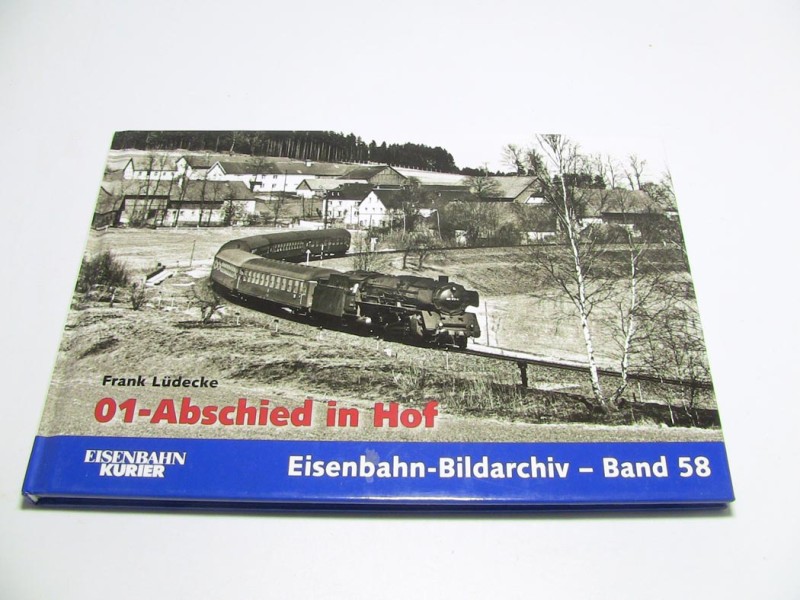 Frank Lüdecke
01-Abschied in Hof
EISENBAHN
KURIER
Eisenbahn-Bildarchiv – Band 58